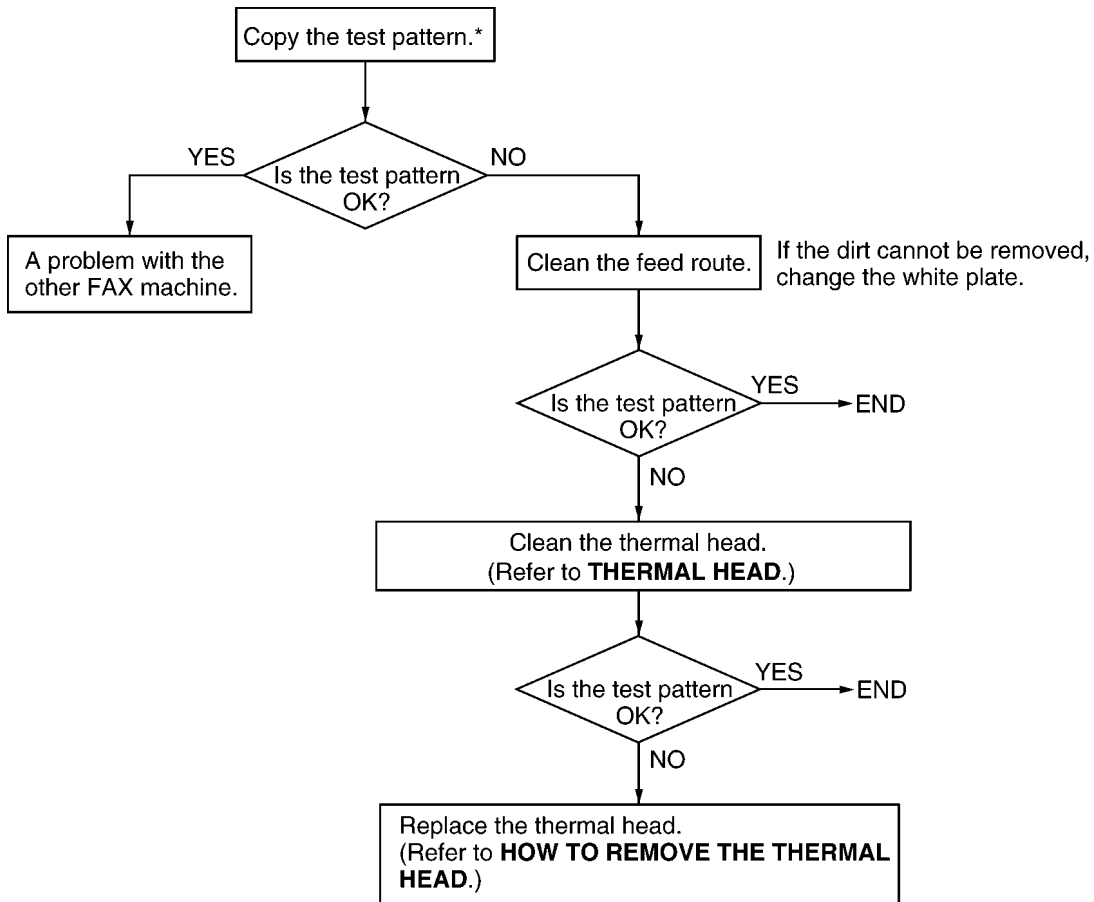 Copy the test pattern.*
YES
NO
Is the test pattern
OK?
A problem with the
other FAX machine.
Clean the feed route.
If the dirt cannot be removed,
change the white plate.
Is the test pattern
OK?
YES
END
NO
Clean the thermal head.
(Refer to THERMAL HEAD.)
Is the test pattern
OK?
YES
END
NO
Replace the thermal head.
(Refer to HOW TO REMOVE THE THERMAL
HEAD.)